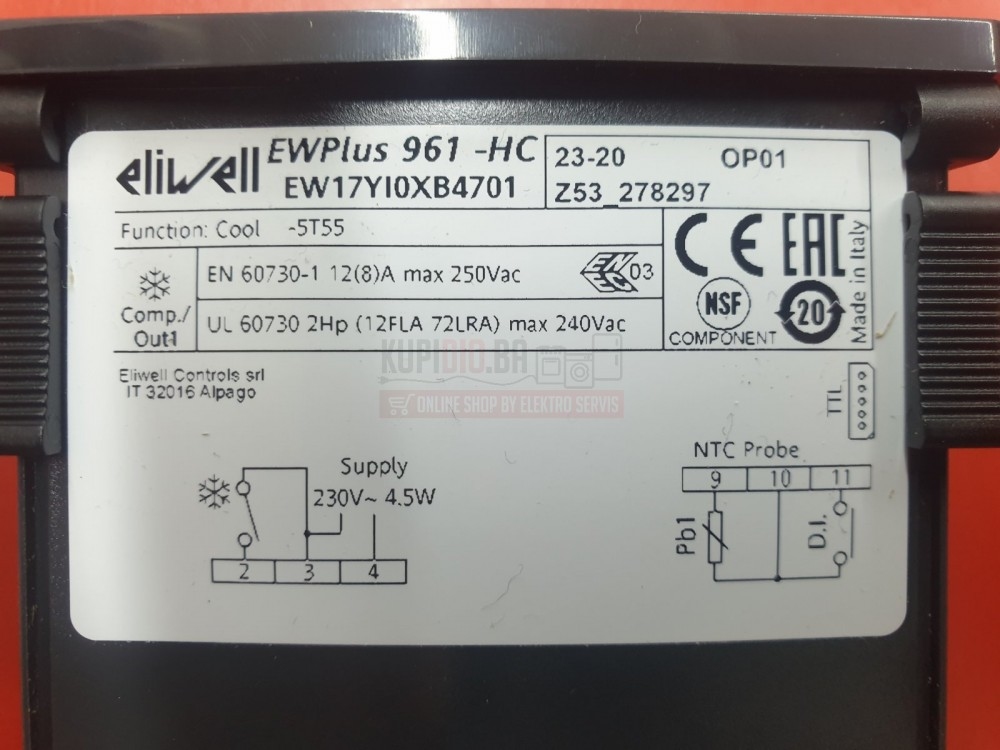 eliwell
EWPlus 961 -HC
EW17YI0XB4701
23-20 OP01
Z53_278297
Function: Cool -5T55
Comp./
Out1
EN 60730-1 12(8)A max 250Vac
03
UL 60730 2Hp (12FLA 72LRA) max 240Vac
CE EAC
NSF
COMPONENT
20
Made in Italy
Eliwell Controls srl
IT 32016 Alpago
KUPIBIO.BA
ONLINE SHOP BY ELEKTRO SERVIS
TTL
Supply
230V~ 4.5W
2 3 4
NTC Probe
9 10 11
Pb1
D.I.